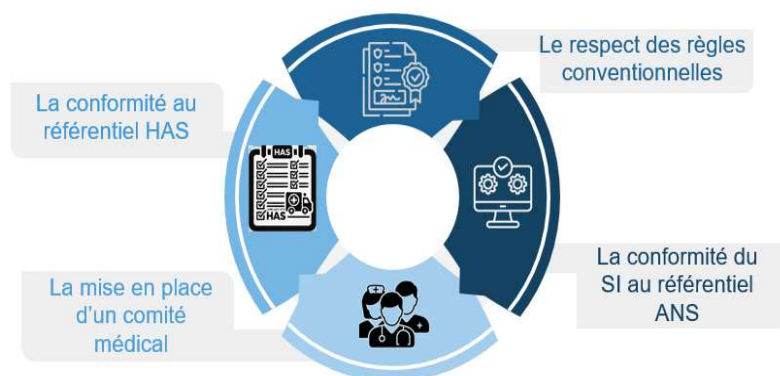 Le respect des règles
conventionnelles
La conformité au
référentiel HAS
HAS
HAS
La conformité du
SI au référentiel
ANS
La mise en place
d'un comité
médical